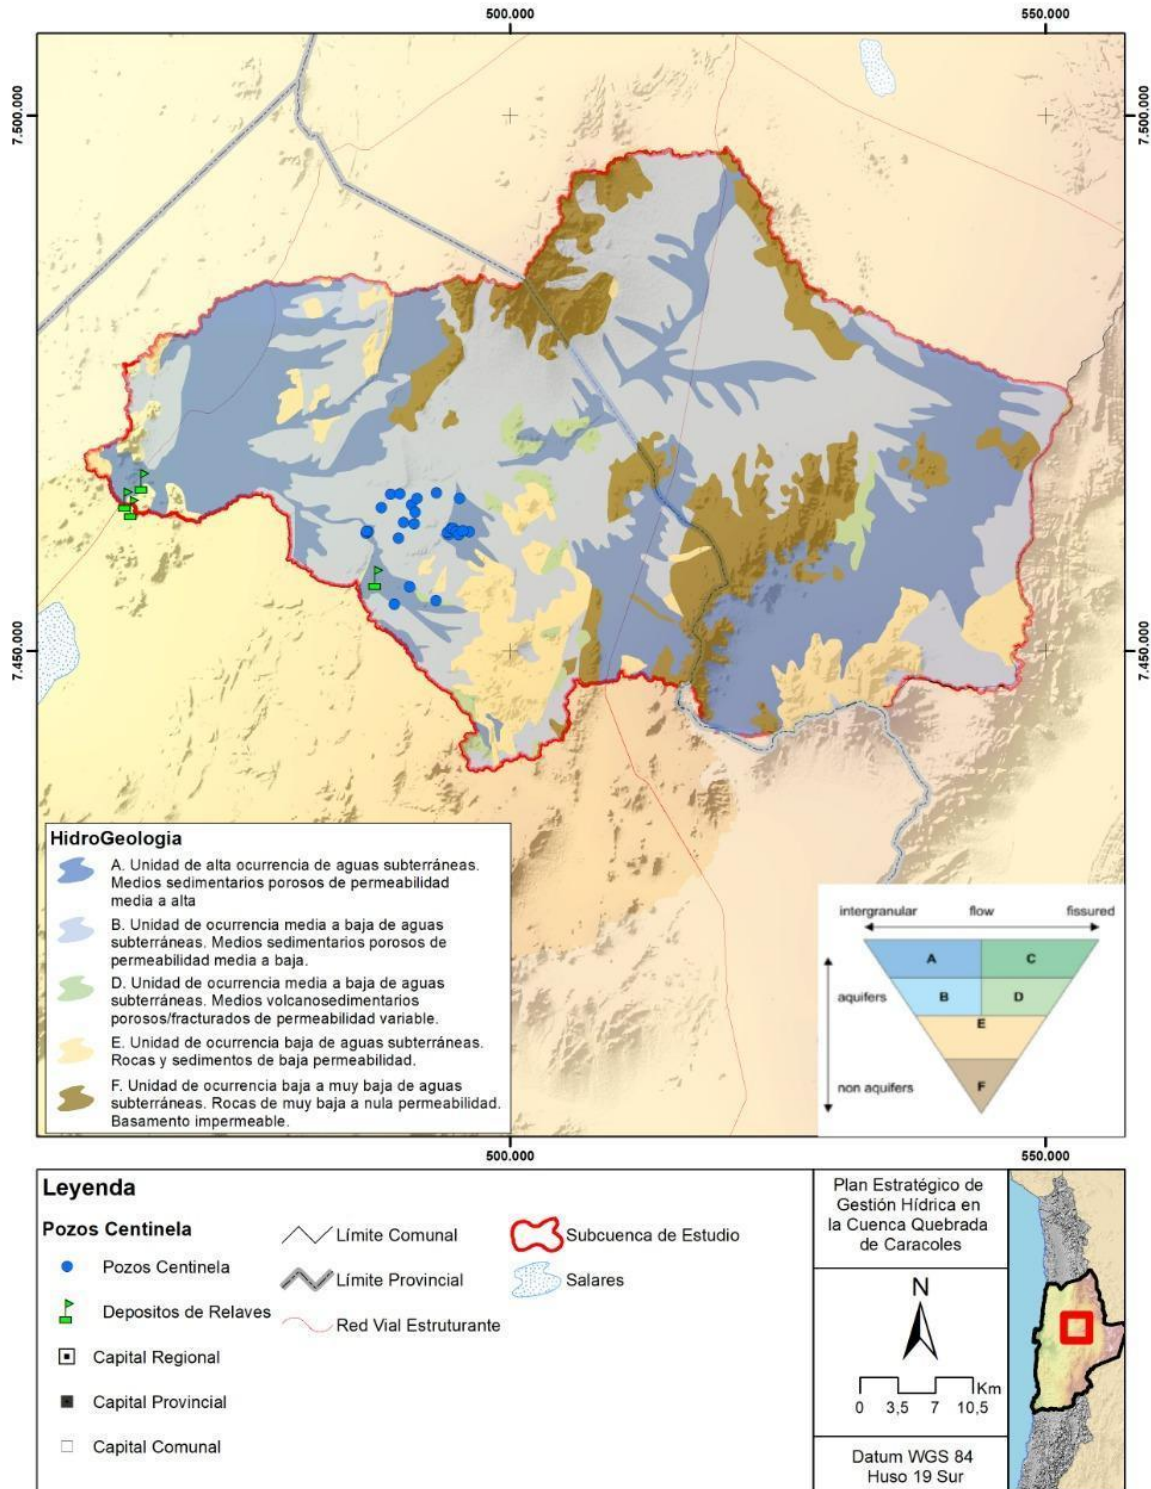 500.000
550.000
7.500.000
7.500.000
7.450.000
7.450.000
HidroGeologia
A. Unidad de alta ocurrencia de aguas subterráneas.
Medios sedimentarios porosos de permeabilidad
media a alta
B. Unidad de ocurrencia media a baja de aguas
subterráneas. Medios sedimentarios porosos de
permeabilidad media a baja.
D. Unidad de ocurrencia media a baja de aguas
subterráneas. Medios volcanosedimentarios
porosos/fracturados de permeabilidad variable.
E. Unidad de ocurrencia baja de aguas subterráneas.
Rocas y sedimentos de baja permeabilidad.
F. Unidad de ocurrencia baja a muy baja de aguas
subterráneas. Rocas de muy baja a nula permeabilidad.
Basamento impermeable.
intergranular flow fissured
A C
aquifers B D
E
non aquifers F
500.000
550.000
Leyenda
Pozos Centinela
Pozos Centinela
Depositos de Relaves
Capital Regional
Capital Provincial
Capital Comunal
Límite Comunal
Límite Provincial
Red Vial Estruturante
Subcuenca de Estudio
Salares
Plan Estratégico de
Gestión Hídrica en
la Cuenca Quebrada
de Caracoles
N
Km
0 3,5 7 10,5
Datum WGS 84
Huso 19 Sur